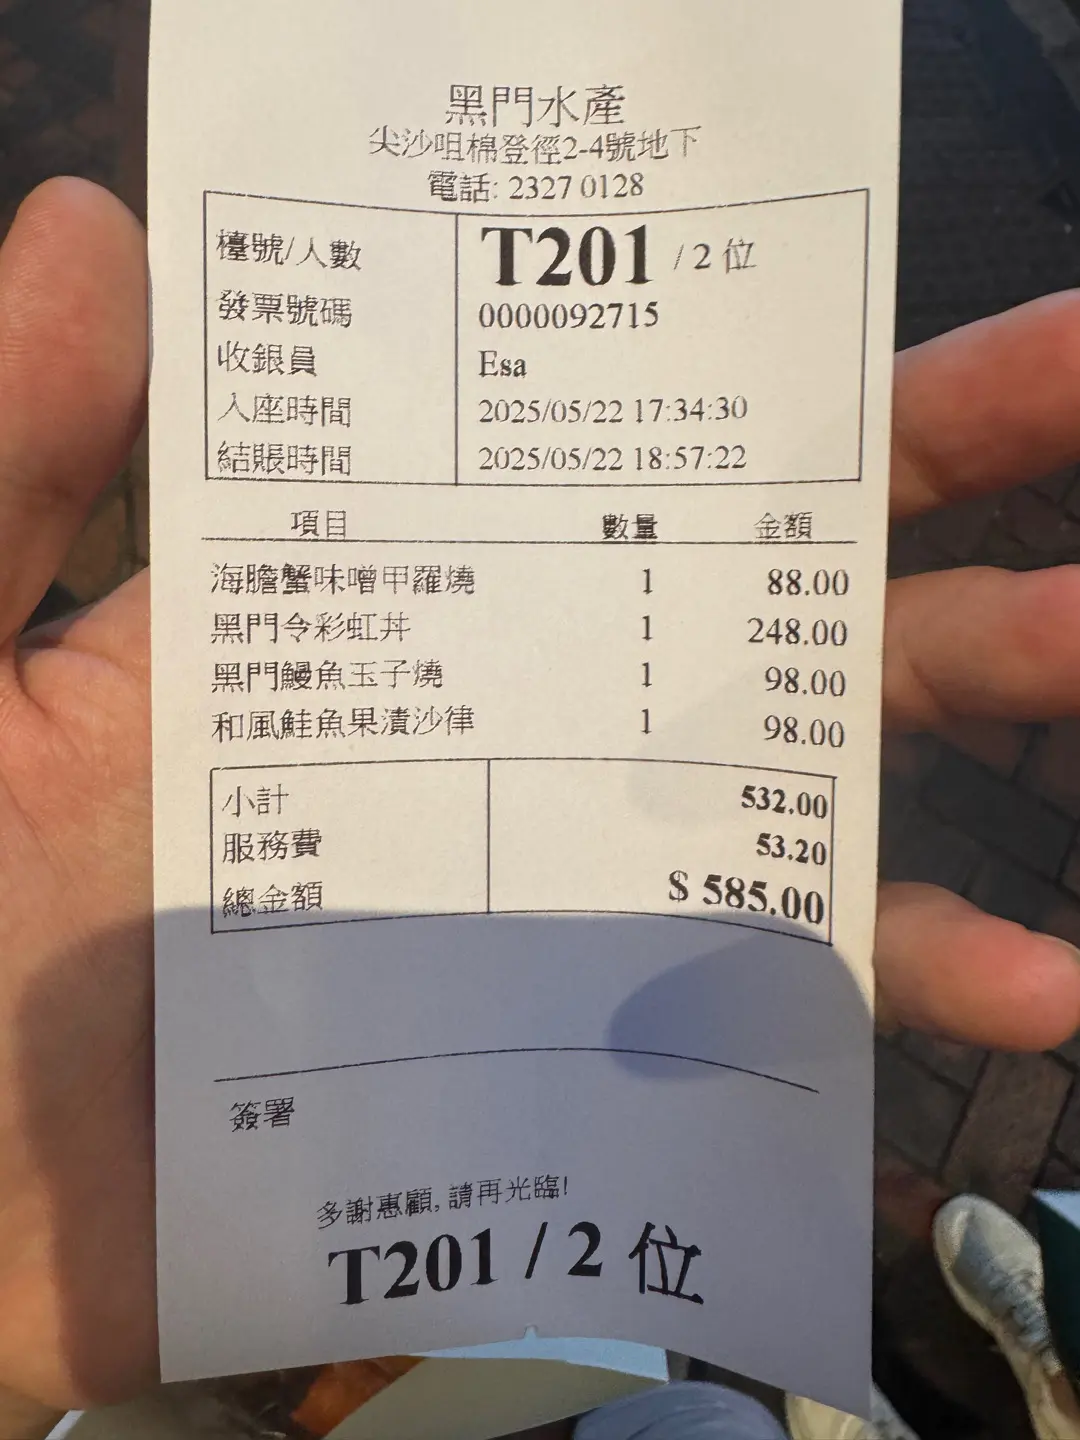 黑門水產
尖沙咀棉登徑2-4號地下
電話: 2327 0128
檯號/人數 T201 / 2 位
發票號碼 0000092715
收銀員 Esa
入座時間 2025/05/22 17:34:30
結賬時間 2025/05/22 18:57:22
項目 數量 金額
海膽蟹味噌甲羅燒 1 88.00
黑門令彩虹丼 1 248.00
黑門鰻魚玉子燒 1 98.00
和風鮭魚果漬沙律 1 98.00
小計 532.00
服務費 53.20
總金額 $ 585.00
簽署
多謝惠顧, 請再光臨!
T201 / 2 位